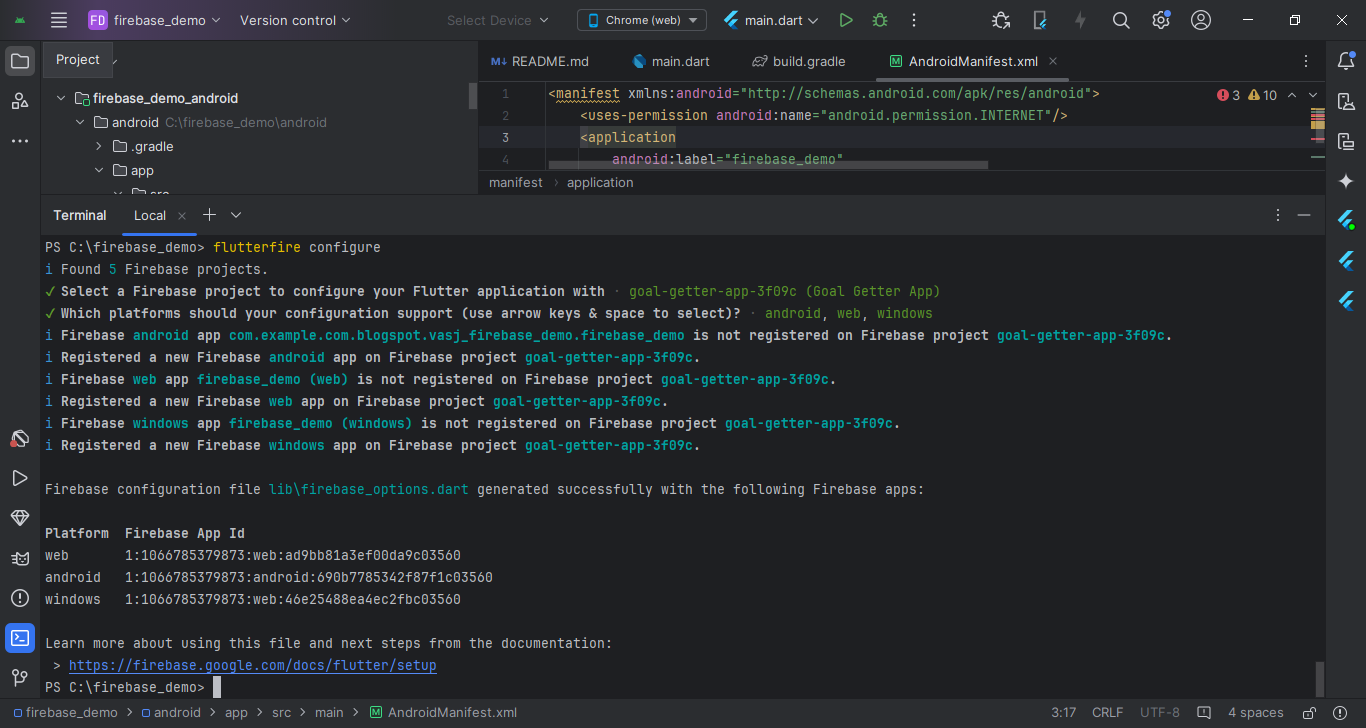 FD firebase_demo Version control Select Device Chrome (web) main.dart
Project
README.md main.dart build.gradle AndroidManifest.xml
firebase_demo_android
android C:\firebase_demo\android
.gradle
app
src
1 <manifest xmlns:android="http://schemas.android.com/apk/res/android"> 3 10
2 <uses-permission android:name="android.permission.INTERNET"/>
3 <application
4 android:label="firebase_demo"
manifest > application
Terminal Local
PS C:\firebase_demo> flutterfire configure
i Found 5 Firebase projects.
✓ Select a Firebase project to configure your Flutter application with · goal-getter-app-3f09c (Goal Getter App)
✓ Which platforms should your configuration support (use arrow keys & space to select)? · android, web, windows
i Firebase android app com.example.com.blogspot.vasj_firebase_demo.firebase_demo is not registered on Firebase project goal-getter-app-3f09c.
i Registered a new Firebase android app on Firebase project goal-getter-app-3f09c.
i Firebase web app firebase_demo (web) is not registered on Firebase project goal-getter-app-3f09c.
i Registered a new Firebase web app on Firebase project goal-getter-app-3f09c.
i Firebase windows app firebase_demo (windows) is not registered on Firebase project goal-getter-app-3f09c.
i Registered a new Firebase windows app on Firebase project goal-getter-app-3f09c.
Firebase configuration file lib\firebase_options.dart generated successfully with the following Firebase apps:
Platform Firebase App Id
web 1:1066785379873:web:ad9bb81a3ef00da9c03560
android 1:1066785379873:android:690b7785342f87f1c03560
windows 1:1066785379873:web:46e25488ea4ec2fbc03560
Learn more about using this file and next steps from the documentation:
> https://firebase.google.com/docs/flutter/setup
PS C:\firebase_demo>
firebase_demo > android > app > src > main > AndroidManifest.xml 3:17 CRLF UTF-8 4 spaces